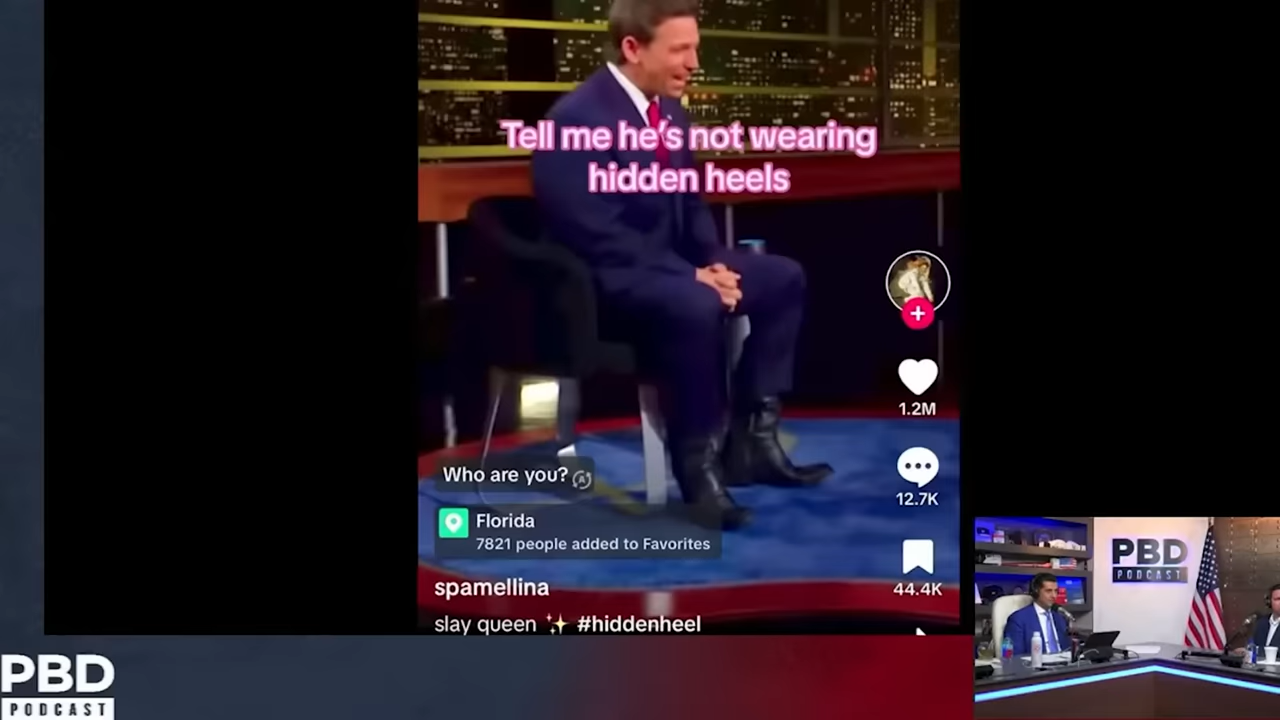 Tell me he's not wearing
hidden heels
1.2M
12.7K
Who are you?
Florida
7821 people added to Favorites
44.4K
spamellina
slay queen ✨ #hiddenheel
PBD
PODCAST
PBD
PODCAST